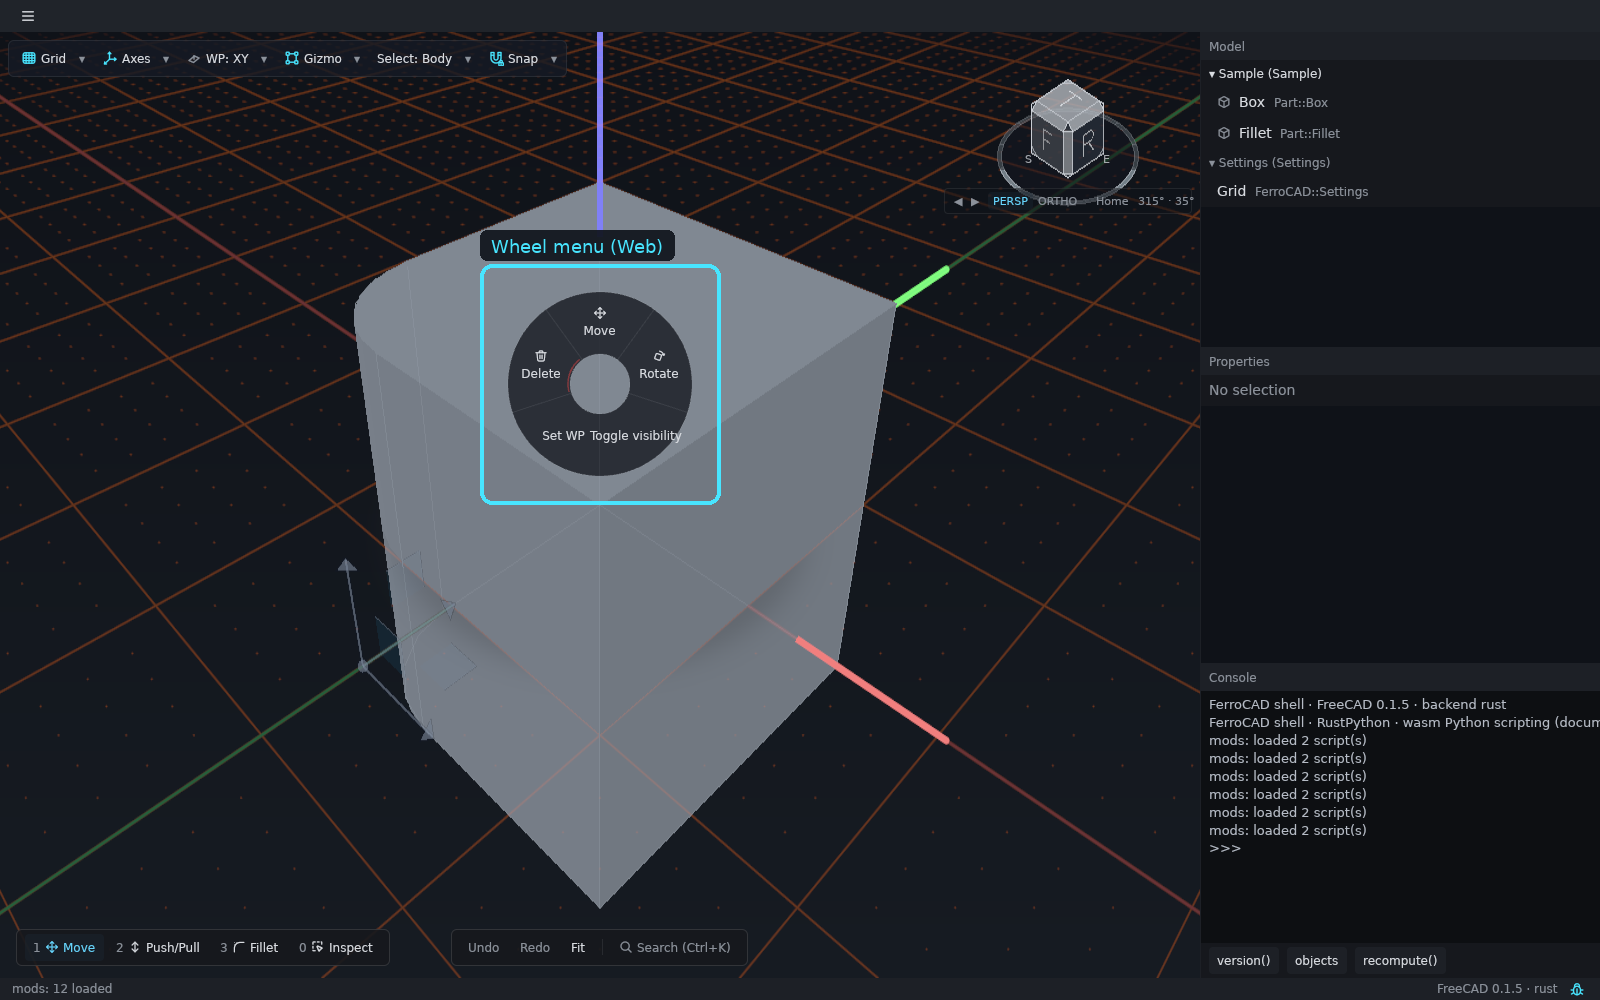 Grid ▾ Axes ▾ WP: XY ▾ Gizmo ▾ Select: Body ▾ Snap ▾
T
F R
S E
◀ ▶ PERSP ORTHO Home 315° · 35°
Wheel menu (Web)
Move
Delete
Rotate
Set WP
Toggle visibility
1 Move 2 Push/Pull 3 Fillet 0 Inspect
Undo Redo Fit Search (Ctrl+K)
Model
▾ Sample (Sample)
Box Part::Box
Fillet Part::Fillet
▾ Settings (Settings)
Grid FerroCAD::Settings
Properties
No selection
Console
FerroCAD shell · FreeCAD 0.1.5 · backend rust
FerroCAD shell · RustPython · wasm Python scripting (docum
mods: loaded 2 script(s)
mods: loaded 2 script(s)
mods: loaded 2 script(s)
mods: loaded 2 script(s)
mods: loaded 2 script(s)
mods: loaded 2 script(s)
>>>
version() objects recompute()
mods: 12 loaded
FreeCAD 0.1.5 · rust